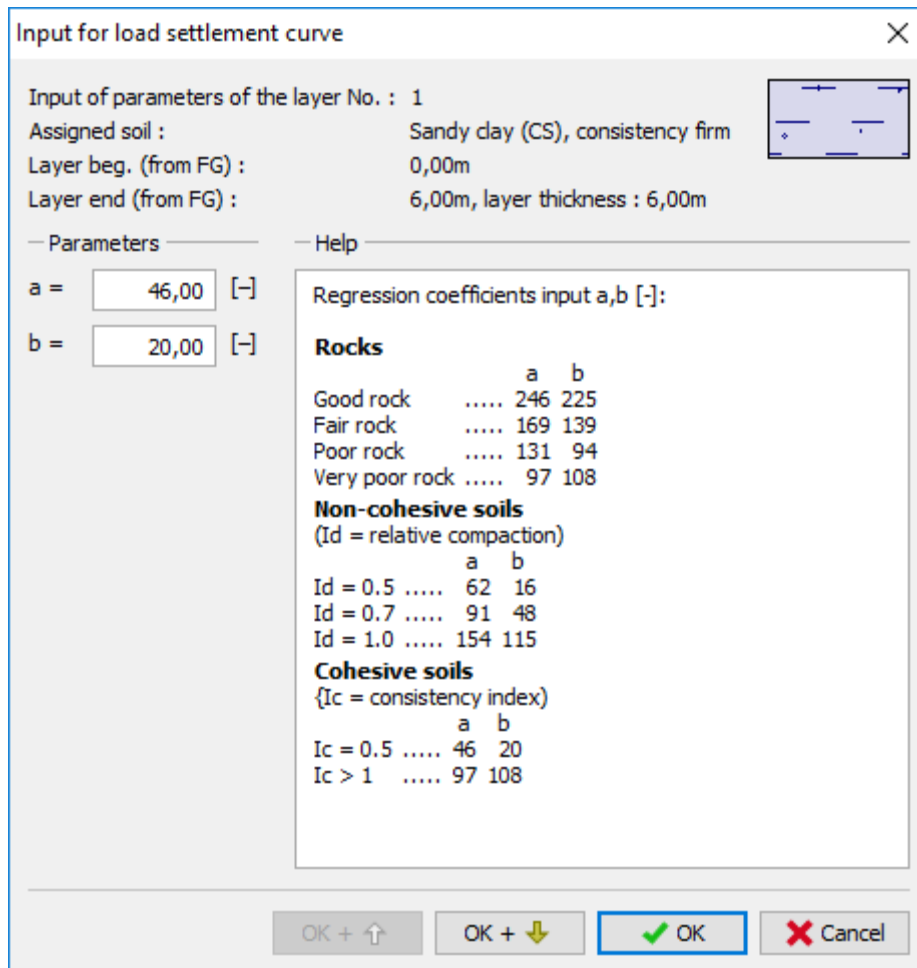 Input for load settlement curve
Input of parameters of the layer No. : 1
Assigned soil : Sandy clay (CS), consistency firm
Layer beg. (from FG) : 0,00m
Layer end (from FG) : 6,00m, layer thickness : 6,00m
Parameters
a = 46,00 [-]
b = 20,00 [-]
Help
Regression coefficients input a,b [-]:
Rocks
a b
Good rock ..... 246 225
Fair rock ..... 169 139
Poor rock ..... 131 94
Very poor rock ..... 97 108
Non-cohesive soils
(Id = relative compaction)
a b
Id = 0.5 ..... 62 16
Id = 0.7 ..... 91 48
Id = 1.0 ..... 154 115
Cohesive soils
{Ic = consistency index)
a b
Ic = 0.5 ..... 46 20
Ic > 1 ..... 97 108
OK + OK + OK Cancel